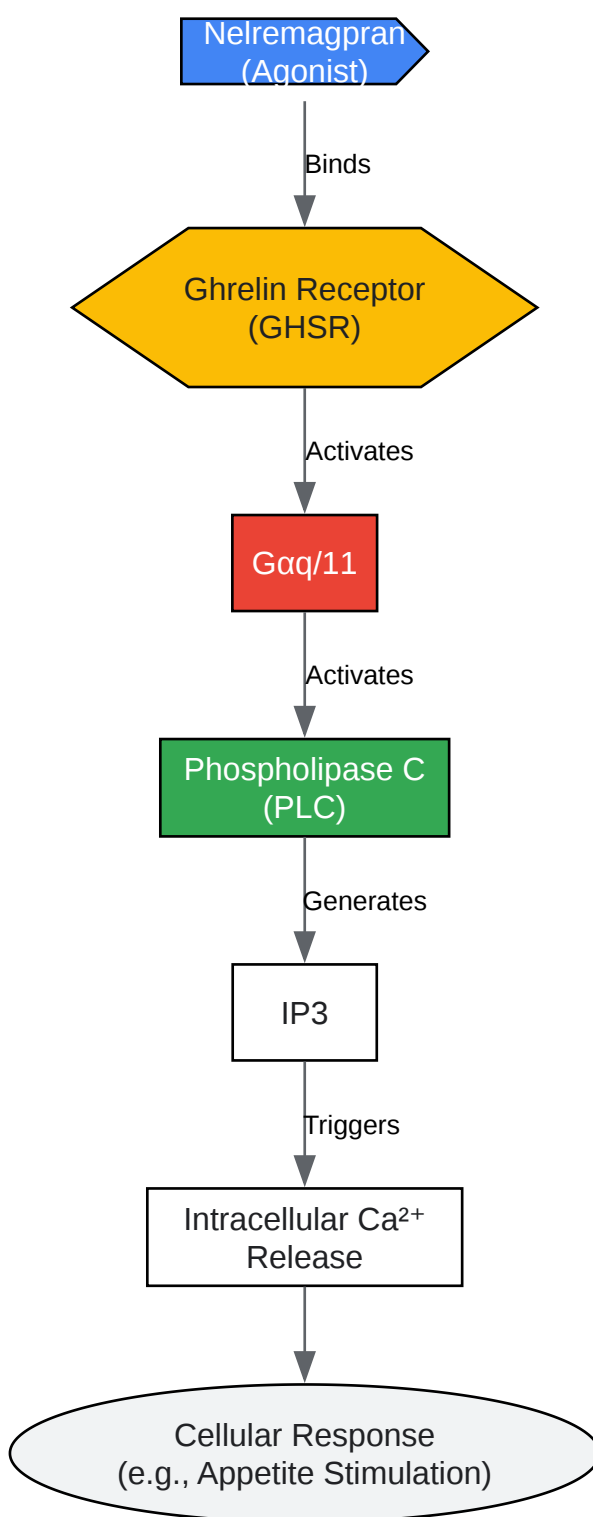 Nelremagpran
(Agonist)
Binds
Ghrelin Receptor
(GHSR)
Activates
Gαq/11
Activates
Phospholipase C
(PLC)
Generates
IP3
Triggers
Intracellular Ca²⁺
Release
Cellular Response
(e.g., Appetite Stimulation)